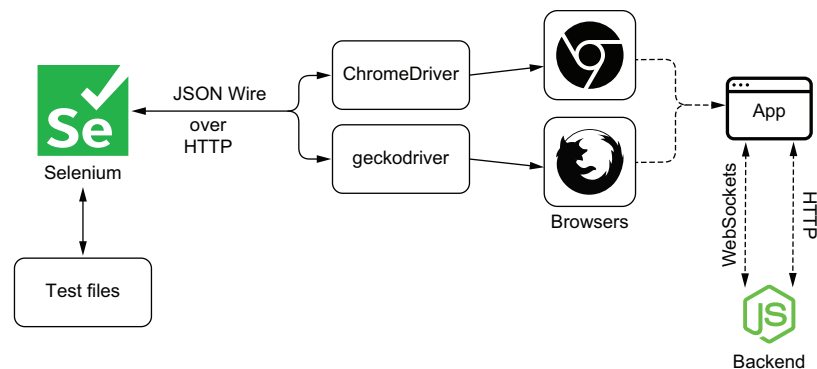 Se
Selenium
JSON Wire
over
HTTP
ChromeDriver
geckodriver
Browsers
App
WebSockets
HTTP
JS
Backend
Test files